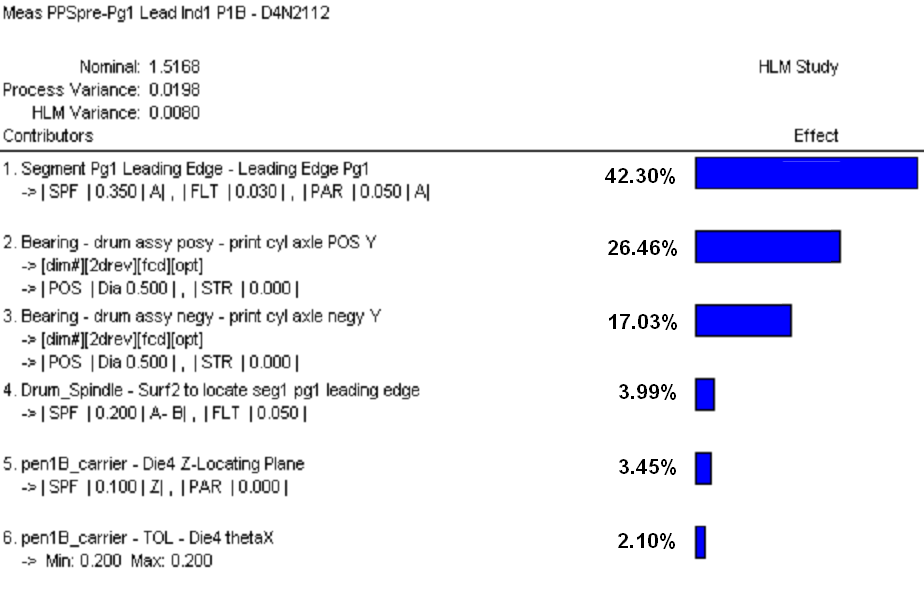 Meas PPSpre-Pg1 Lead Ind1 P1B - D4N2112
Nominal: 1.5168 HLM Study
Process Variance: 0.0198
HLM Variance: 0.0080
Contributors Effect
1. Segment Pg1 Leading Edge - Leading Edge Pg1 42.30%
-> | SPF | 0.350 | A| , | FLT | 0.030 | , | PAR | 0.050 | A|
2. Bearing - drum assy posy - print cyl axle POS Y 26.46%
-> [dim#][2drev][fcd][opt]
-> | POS | Dia 0.500 | , | STR | 0.000 |
3. Bearing - drum assy negy - print cyl axle negy Y 17.03%
-> [dim#][2drev][fcd][opt]
-> | POS | Dia 0.500 | , | STR | 0.000 |
4. Drum_Spindle - Surf2 to locate seg1 pg1 leading edge 3.99%
-> | SPF | 0.200 | A- B| , | FLT | 0.050 |
5. pen1B_carrier - Die4 Z-Locating Plane 3.45%
-> | SPF | 0.100 | Z| , | PAR | 0.000 |
6. pen1B_carrier - TOL - Die4 thetaX 2.10%
-> Min: 0.200 Max: 0.200